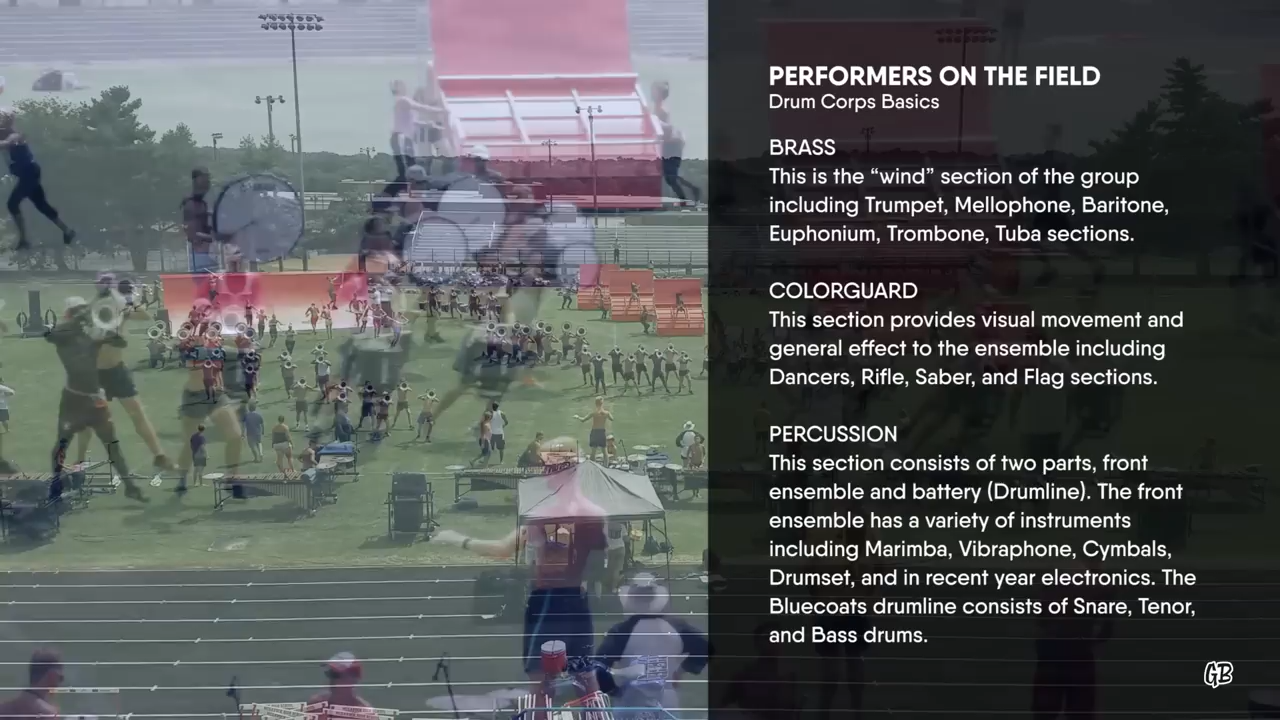 PERFORMERS ON THE FIELD
Drum Corps Basics
BRASS
This is the “wind” section of the group
including Trumpet, Mellophone, Baritone,
Euphonium, Trombone, Tuba sections.
COLORGUARD
This section provides visual movement and
general effect to the ensemble including
Dancers, Rifle, Saber, and Flag sections.
PERCUSSION
This section consists of two parts, front
ensemble and battery (Drumline). The front
ensemble has a variety of instruments
including Marimba, Vibraphone, Cymbals,
Drumset, and in recent year electronics. The
Bluecoats drumline consists of Snare, Tenor,
and Bass drums.
GB